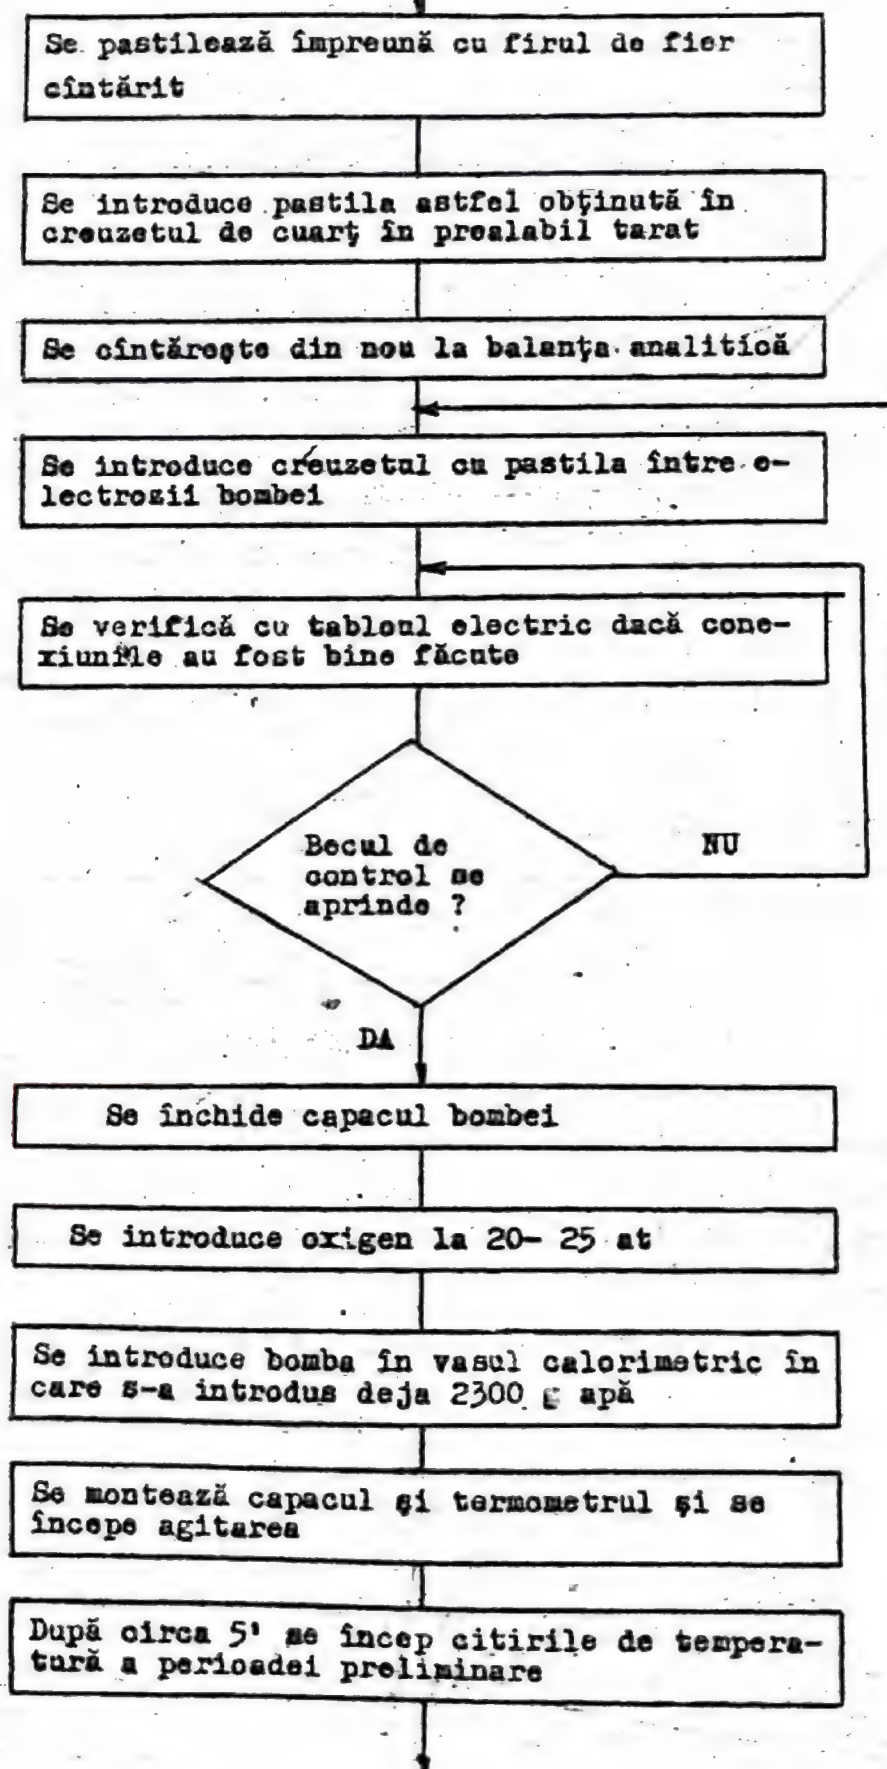 Se pastilează împreună cu firul de fier
cîntărit
Se introduce pastila astfel obținută în
creuzetul de cuarț în prealabil tarat
Se cîntărește din nou la balanța analitică
Se introduce creuzetul cu pastila între e-
lectrozii bombei
Se verifică cu tabloul electric dacă cone-
xiunile au fost bine făcute
Becul de
control se
aprinde ?
NU
DA
Se închide capacul bombei
Se introduce oxigen la 20- 25 at
Se introduce bomba în vasul calorimetric în
care s-a introdus deja 2300 g apă
Se montează capacul și termometrul și se
începe agitarea
După circa 5' se încep citirile de tempera-
tură a perioadei preliminare